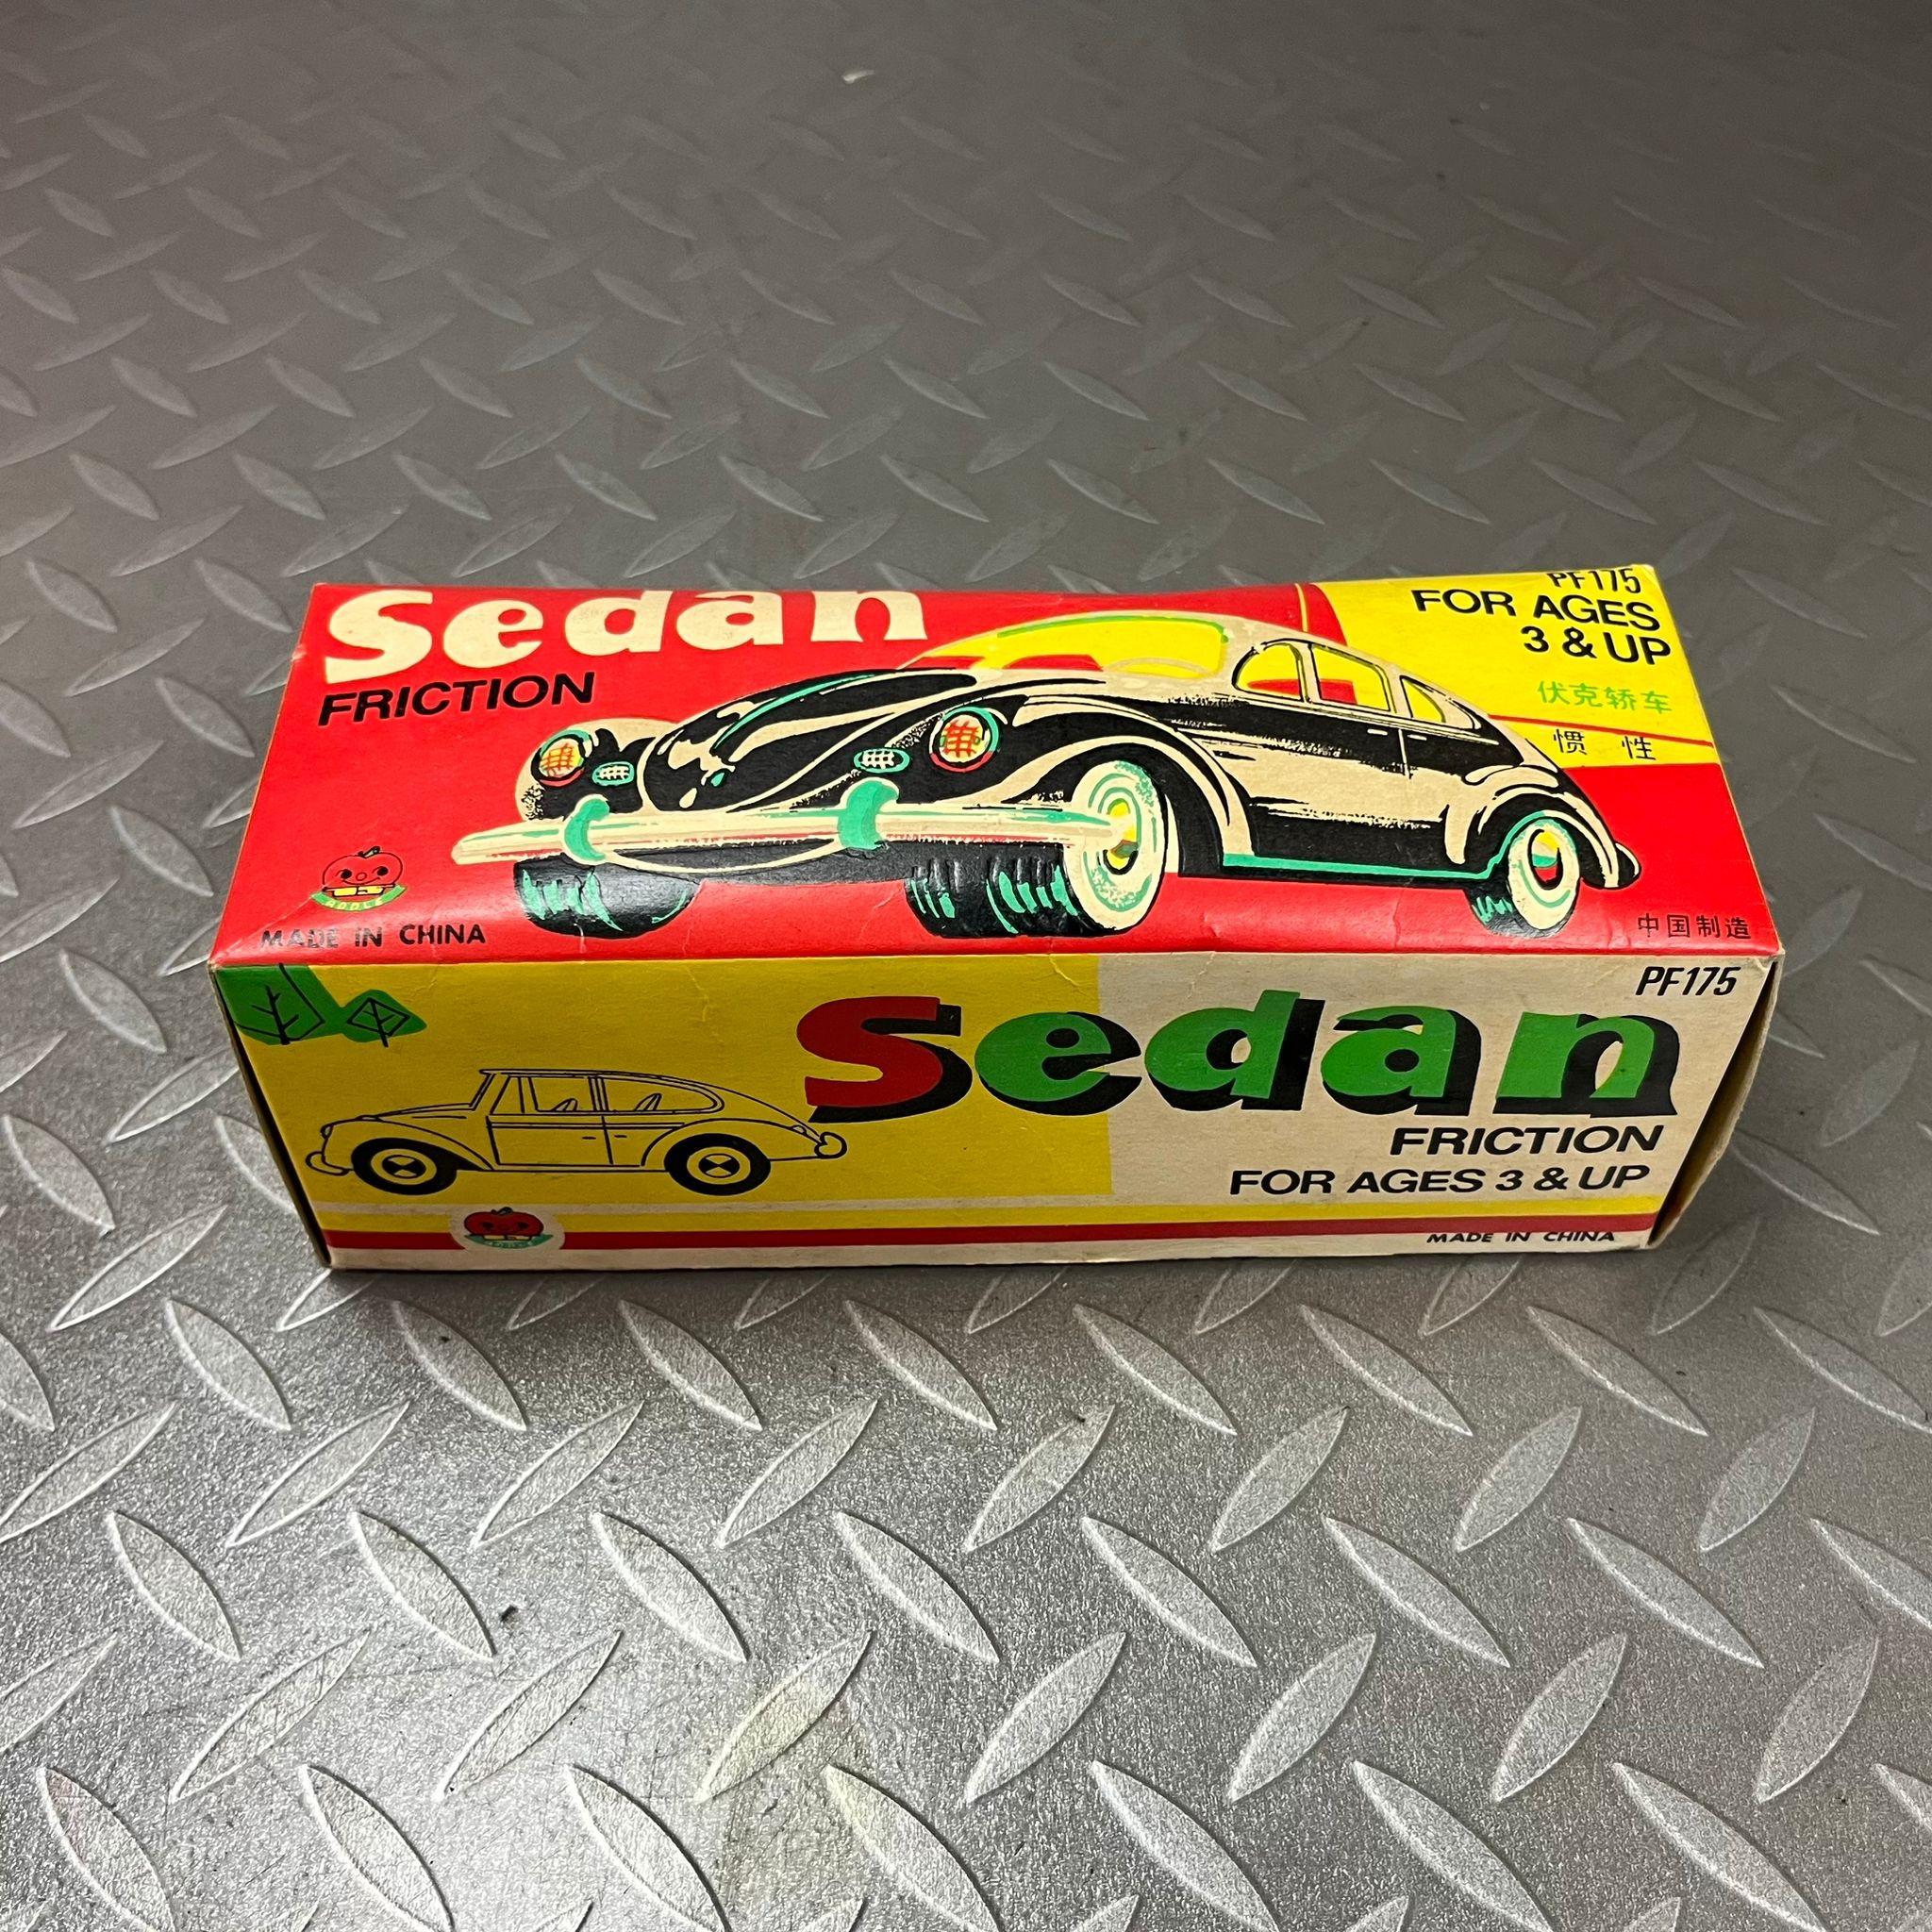 Sedan
FRICTION
PF175
FOR AGES
3 & UP
伏克轿车
惯 性
APPLE
MADE IN CHINA
中国制造
PF175
Sedan
FRICTION
FOR AGES 3 & UP
MADE IN CHINA